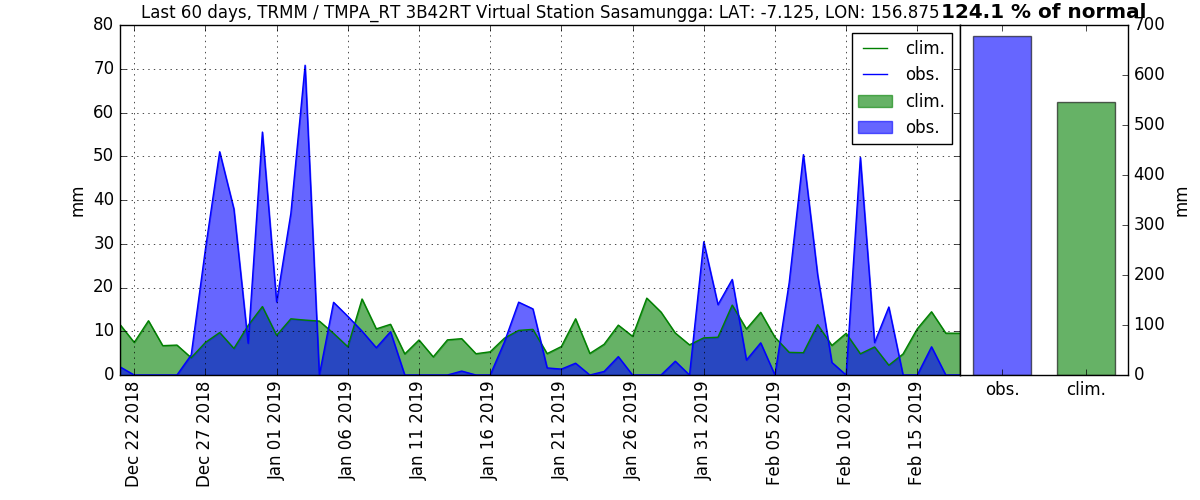 Last 60 days, TRMM / TMPA_RT 3B42RT Virtual Station Sasamungga: LAT: -7.125, LON: 156.875
124.1 % of normal
80
70
60
50
40
30
20
10
0
mm
clim.
obs.
clim.
obs.
Dec 22 2018
Dec 27 2018
Jan 01 2019
Jan 06 2019
Jan 11 2019
Jan 16 2019
Jan 21 2019
Jan 26 2019
Jan 31 2019
Feb 05 2019
Feb 10 2019
Feb 15 2019
700
600
500
400
300
200
100
0
mm
obs.
clim.